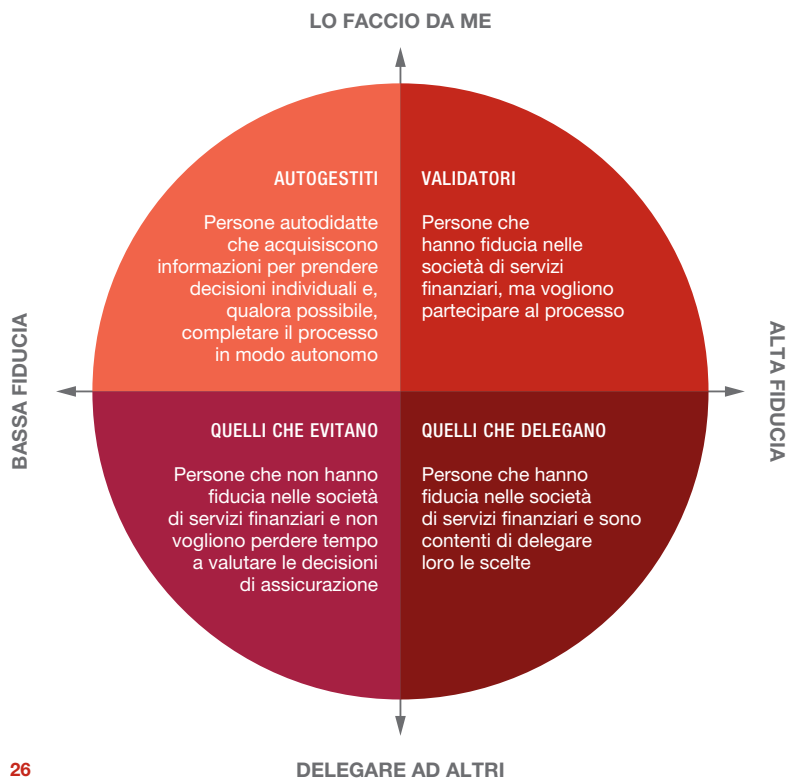 LO FACCIO DA ME
AUTOGESTITI
Persone autodidatte
che acquisiscono
informazioni per prendere
decisioni individuali e,
qualora possibile,
completare il processo
in modo autonomo
VALIDATORI
Persone che
hanno fiducia nelle
società di servizi
finanziari, ma vogliono
partecipare al processo
BASSA FIDUCIA
ALTA FIDUCIA
QUELLI CHE EVITANO
Persone che non hanno
fiducia nelle società
di servizi finanziari e non
vogliono perdere tempo
a valutare le decisioni
di assicurazione
QUELLI CHE DELEGANO
Persone che hanno
fiducia nelle società
di servizi finanziari e sono
contenti di delegare
loro le scelte
26
DELEGARE AD ALTRI